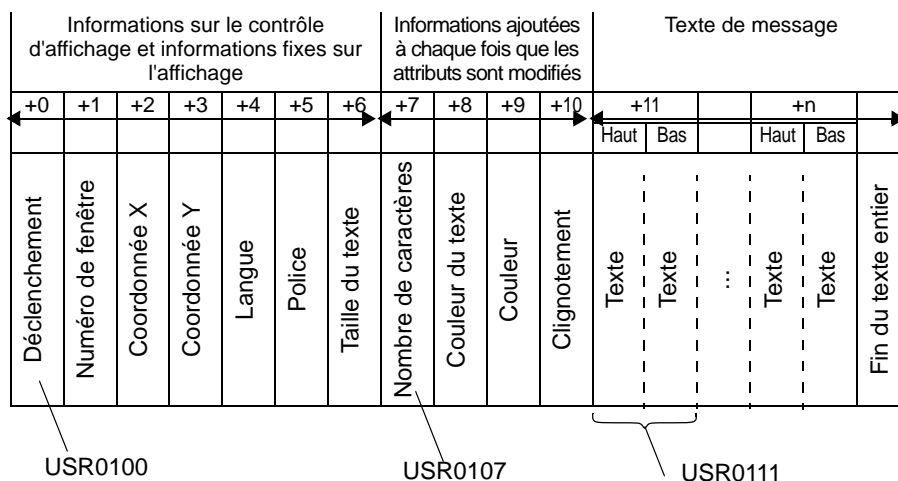 Informations sur le contrôle
d'affichage et informations fixes sur
l'affichage
Informations ajoutées
à chaque fois que les
attributs sont modifiés
Texte de message
+0 +1 +2 +3 +4 +5 +6 +7 +8 +9 +10 +11 +n
Haut Bas Haut Bas
Déclenchement
Numéro de fenêtre
Coordonnée X
Coordonnée Y
Langue
Police
Taille du texte
Nombre de caractères
Couleur du texte
Couleur
Clignotement
Texte
Texte
...
Texte
Texte
Fin du texte entier
USR0100
USR0107
USR0111